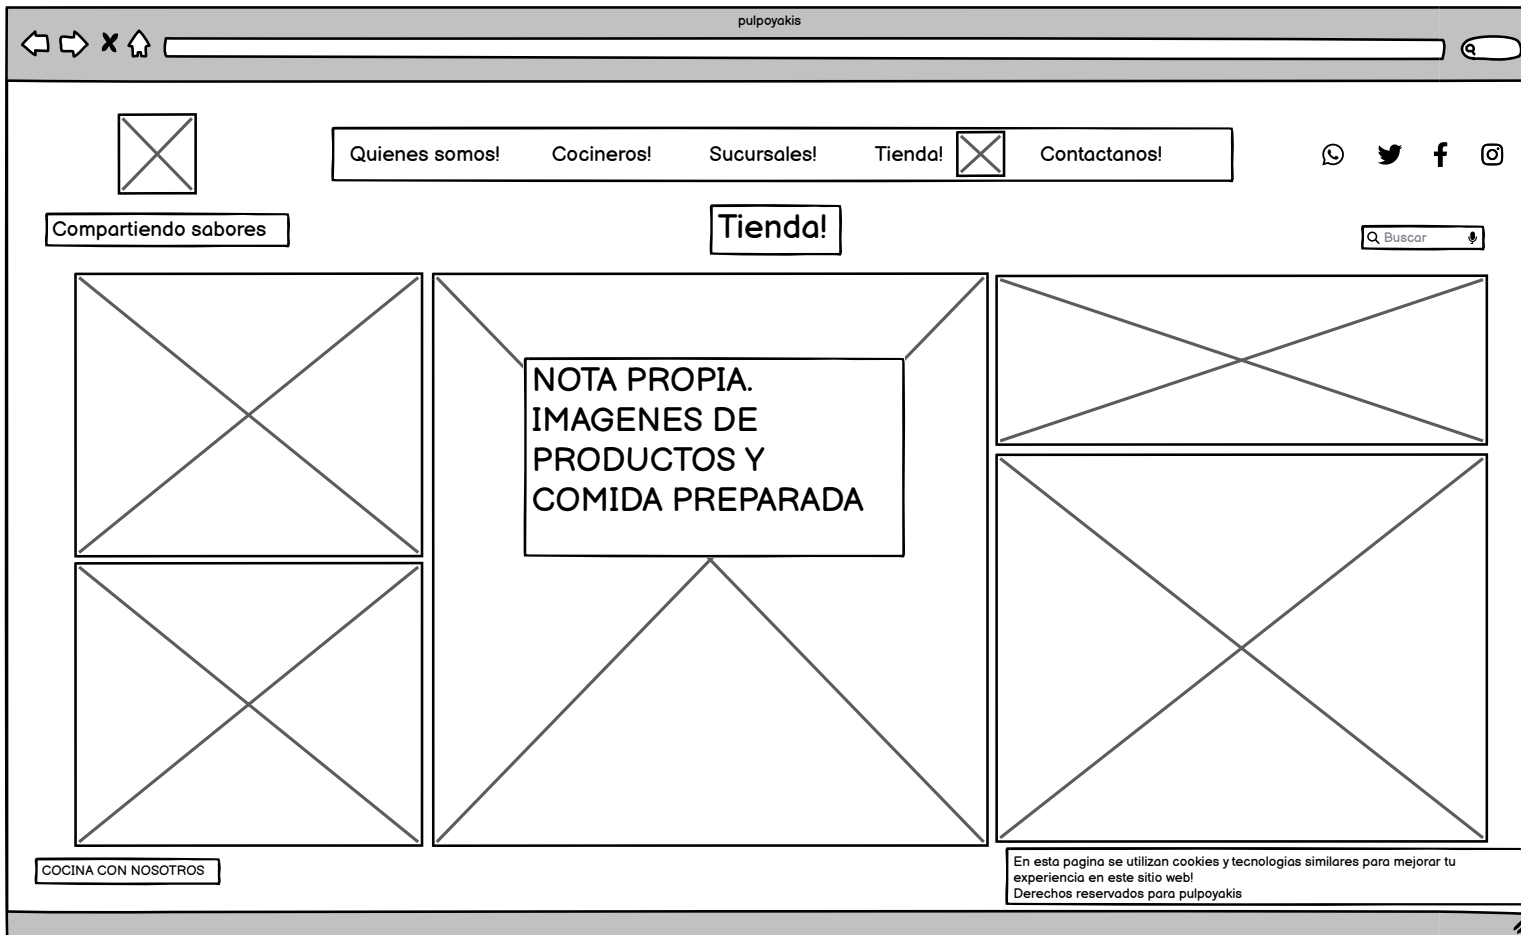 pulpoyakis
Quienes somos! Cocineros! Sucursales! Tienda! Contactanos!
Compartiendo sabores
Tienda!
Buscar
NOTA PROPIA.
IMAGENES DE
PRODUCTOS Y
COMIDA PREPARADA
COCINA CON NOSOTROS
En esta pagina se utilizan cookies y tecnologias similares para mejorar tu
experiencia en este sitio web!
Derechos reservados para pulpoyakis